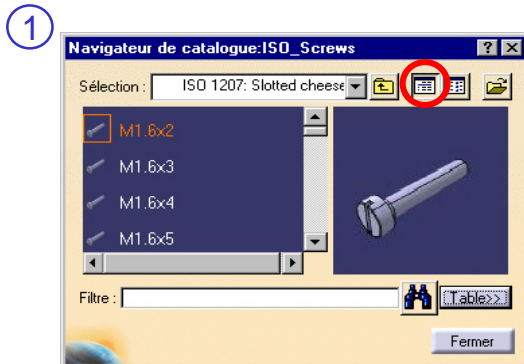 1
Navigateur de catalogue:ISO_Screws
Sélection : ISO 1207: Slotted cheese
M1.6x2
M1.6x3
M1.6x4
M1.6x5
Filtre : Table>>
Fermer